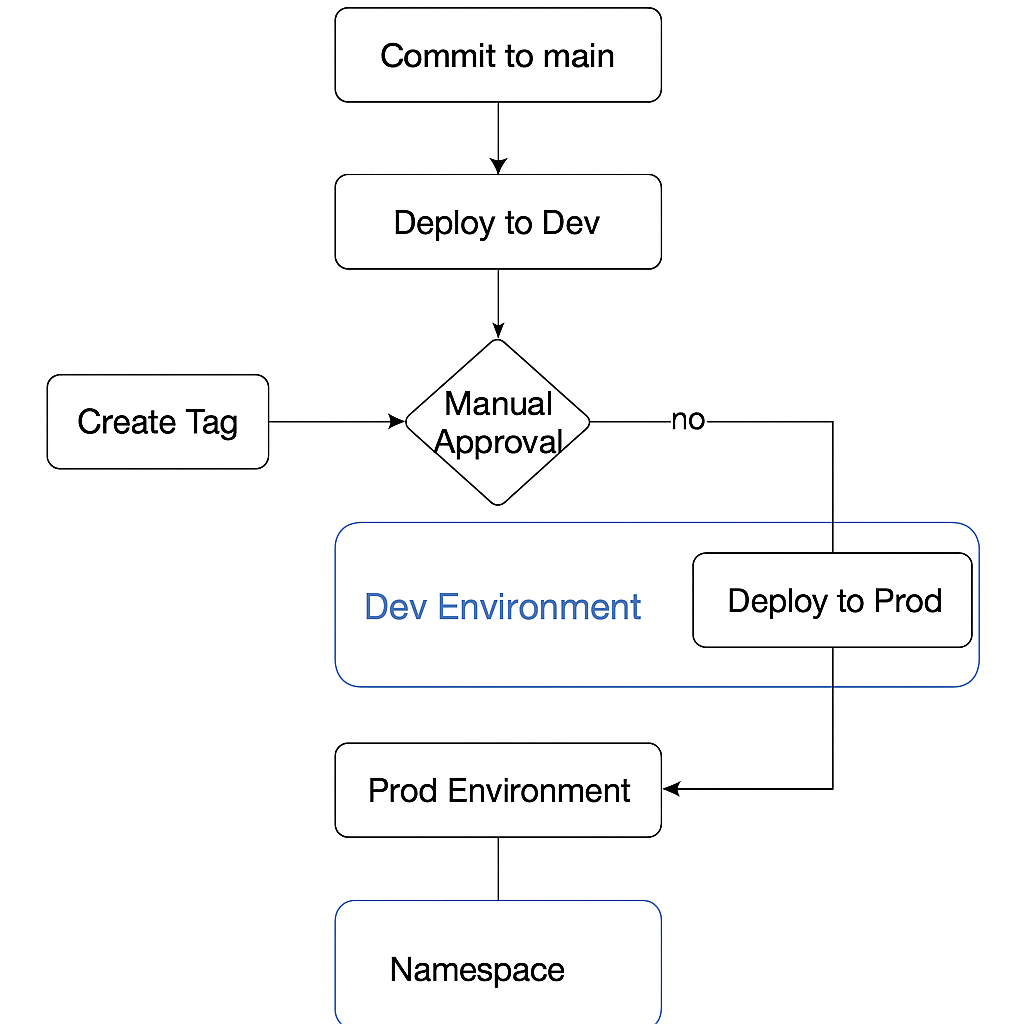 Commit to main
Deploy to Dev
Manual
Approval
Create Tag
no
Dev Environment
Deploy to Prod
Prod Environment
Namespace